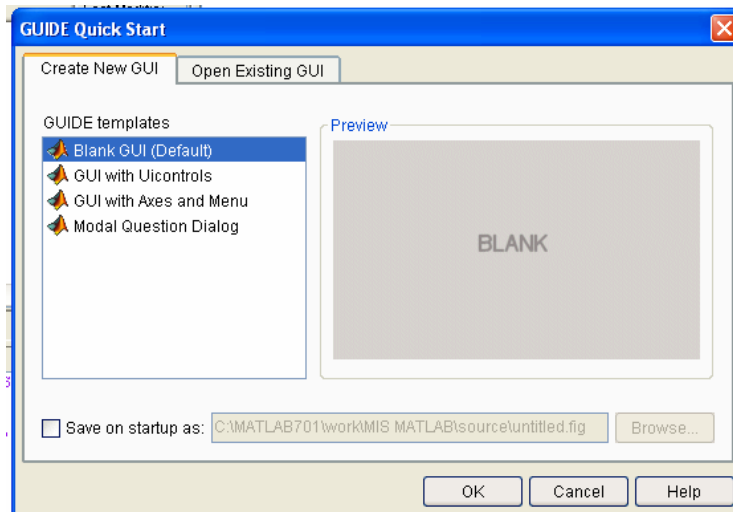 GUIDE Quick Start
Create New GUI
Open Existing GUI
GUIDE templates
Preview
Blank GUI (Default)
GUI with Uicontrols
GUI with Axes and Menu
Modal Question Dialog
BLANK
Save on startup as:
C:\MATLAB701\work\MIS MATLAB\source\untitled.fig
Browse...
OK
Cancel
Help